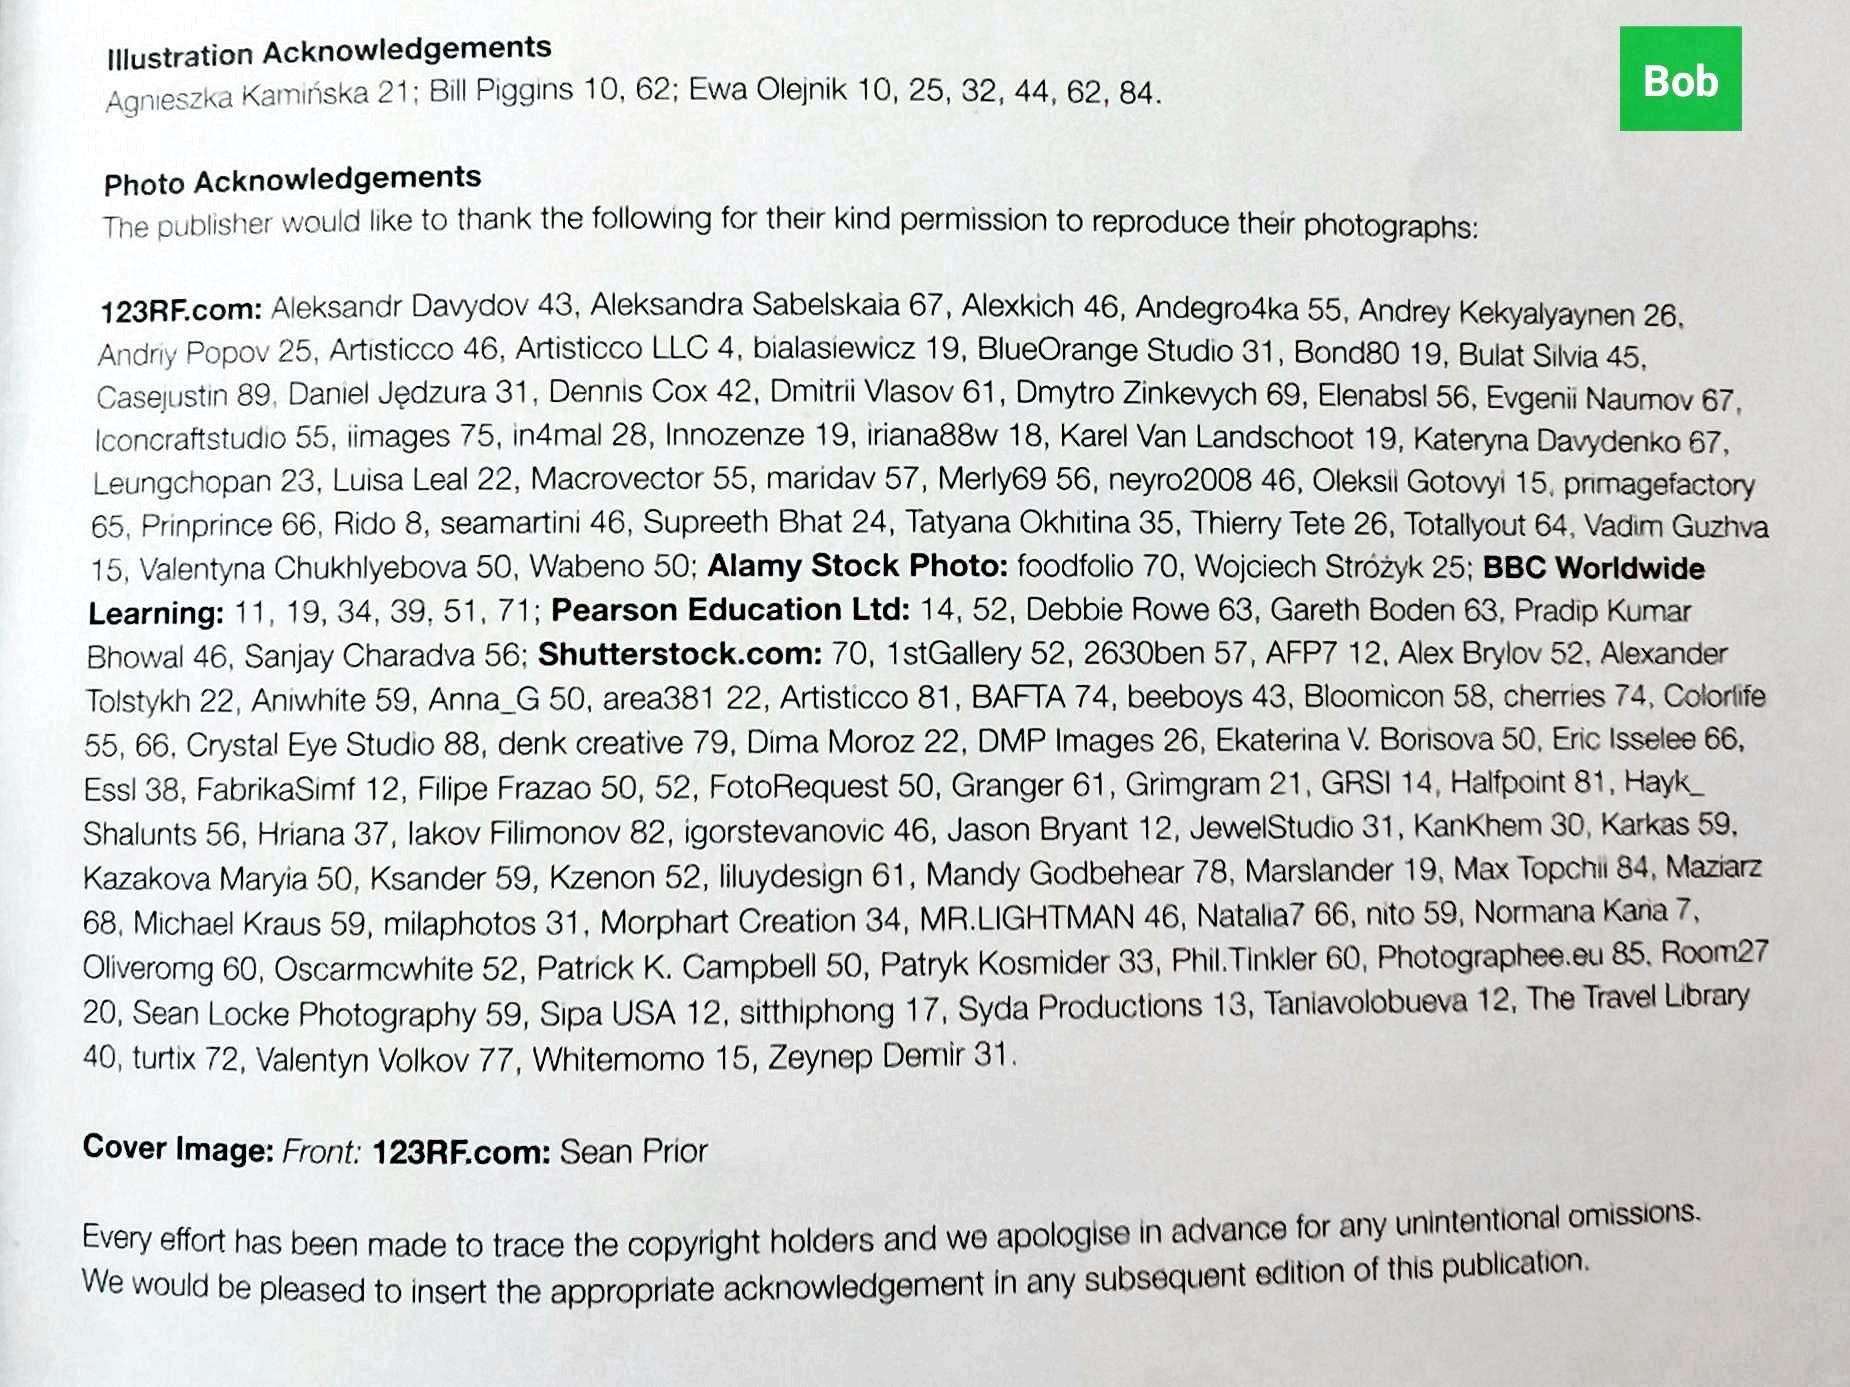 Bob
Illustration Acknowledgements
Agnieszka Kamińska 21; Bill Piggins 10, 62; Ewa Olejnik 10, 25, 32, 44, 62, 84.
Photo Acknowledgements
The publisher would like to thank the following for their kind permission to reproduce their photographs:
123RF.com: Aleksandr Davydov 43, Aleksandra Sabelskaia 67, Alexkich 46, Andegro4ka 55, Andrey Kekyalyaynen 26,
Andriy Popov 25, Artisticco 46, Artisticco LLC 4, bialasiewicz 19, BlueOrange Studio 31, Bond80 19, Bulat Silvia 45,
Casejustin 89, Daniel Jędzura 31, Dennis Cox 42, Dmitrii Vlasov 61, Dmytro Zinkevych 69, Elenabsl 56, Evgenii Naumov 67,
Iconcraftstudio 55, iimages 75, in4mal 28, Innozenze 19, iriana88w 18, Karel Van Landschoot 19, Kateryna Davydenko 67,
Leungchopan 23, Luisa Leal 22, Macrovector 55, maridav 57, Merly69 56, neyro2008 46, Oleksii Gotovyi 15, primagefactory
65, Prinprince 66, Rido 8, seamartini 46, Supreeth Bhat 24, Tatyana Okhitina 35, Thierry Tete 26, Totallyout 64, Vadim Guzhva
15, Valentyna Chukhlyebova 50, Wabeno 50; Alamy Stock Photo: foodfolio 70, Wojciech Stróżyk 25; BBC Worldwide
Learning: 11, 19, 34, 39, 51, 71; Pearson Education Ltd: 14, 52, Debbie Rowe 63, Gareth Boden 63, Pradip Kumar
Bhowal 46, Sanjay Charadva 56; Shutterstock.com: 70, 1stGallery 52, 2630ben 57, AFP7 12, Alex Brylov 52, Alexander
Tolstykh 22, Aniwhite 59, Anna_G 50, area381 22, Artisticco 81, BAFTA 74, beeboys 43, Bloomicon 58, cherries 74, Colorlife
55, 66, Crystal Eye Studio 88, denk creative 79, Dima Moroz 22, DMP Images 26, Ekaterina V. Borisova 50, Eric Isselee 66,
Essl 38, FabrikaSimf 12, Filipe Frazao 50, 52, FotoRequest 50, Granger 61, Grimgram 21, GRSI 14, Halfpoint 81, Hayk_
Shalunts 56, Hriana 37, Iakov Filimonov 82, igorstevanovic 46, Jason Bryant 12, JewelStudio 31, KanKhem 30, Karkas 59,
Kazakova Maryia 50, Ksander 59, Kzenon 52, liluydesign 61, Mandy Godbehear 78, Marslander 19, Max Topchii 84, Maziarz
68, Michael Kraus 59, milaphotos 31, Morphart Creation 34, MR.LIGHTMAN 46, Natalia7 66, nito 59, Normana Karia 7,
Oliveromg 60, Oscarmcwhite 52, Patrick K. Campbell 50, Patryk Kosmider 33, Phil.Tinkler 60, Photographee.eu 85, Room27
20, Sean Locke Photography 59, Sipa USA 12, sitthiphong 17, Syda Productions 13, Taniavolobueva 12, The Travel Library
40, turtix 72, Valentyn Volkov 77, Whitemomo 15, Zeynep Demir 31.
Cover Image: Front: 123RF.com: Sean Prior
Every effort has been made to trace the copyright holders and we apologise in advance for any unintentional omissions.
We would be pleased to insert the appropriate acknowledgement in any subsequent edition of this publication.